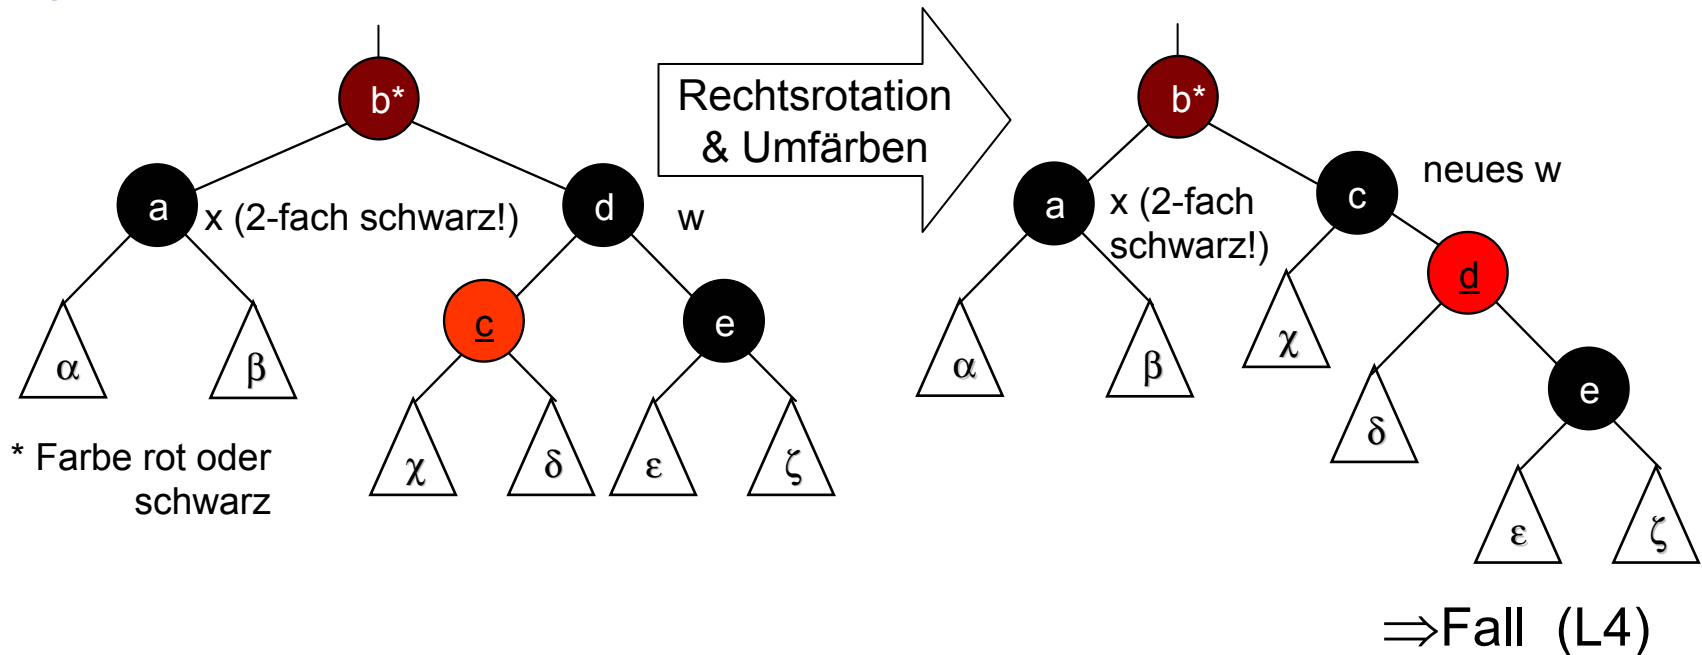 b*
a
x (2-fach schwarz!)
d
w
c
e
α
β
χ
δ
ε
ζ
* Farbe rot oder
schwarz
Rechtsrotation
& Umfärben
b*
a
x (2-fach
schwarz!)
c
neues w
d
e
α
β
χ
δ
ε
ζ
⇒Fall (L4)